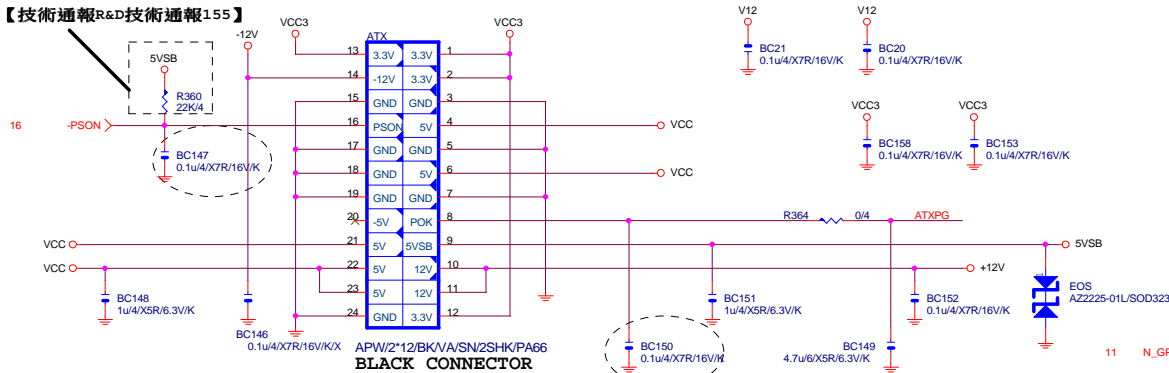 【技術通報R&D技術通報155】
5VSB
R360
22K/4
16
-PSON
BC147
0.1u/4/X7R/16V/K
-12V
VCC3
ATX
VCC3
13 3.3V 3.3V 1
14 -12V 3.3V 2
15 GND GND 3
16 PSON 5V 4
17 GND GND 5
18 GND 5V 6
19 GND GND 7
20 -5V POK 8
21 5V 5VSB 9
22 5V 12V 10
23 5V 12V 11
24 GND 3.3V 12
VCC
VCC
VCC
VCC
BC148
1u/4/X5R/6.3V/K
BC146
0.1u/4/X7R/16V/K/X
APW/2*12/BK/VA/SN/2SHK/PA66
BLACK CONNECTOR
V12
BC21
0.1u/4/X7R/16V/K
V12
BC20
0.1u/4/X7R/16V/K
VCC3
BC158
0.1u/4/X7R/16V/K
VCC3
BC153
0.1u/4/X7R/16V/K
R364
0/4
ATXPG
5VSB
+12V
BC151
1u/4/X5R/6.3V/K
BC152
0.1u/4/X7R/16V/K
EOS
AZ2225-01L/SOD323
BC150
0.1u/4/X7R/16V/K
BC149
4.7u/6/X5R/6.3V/K
11